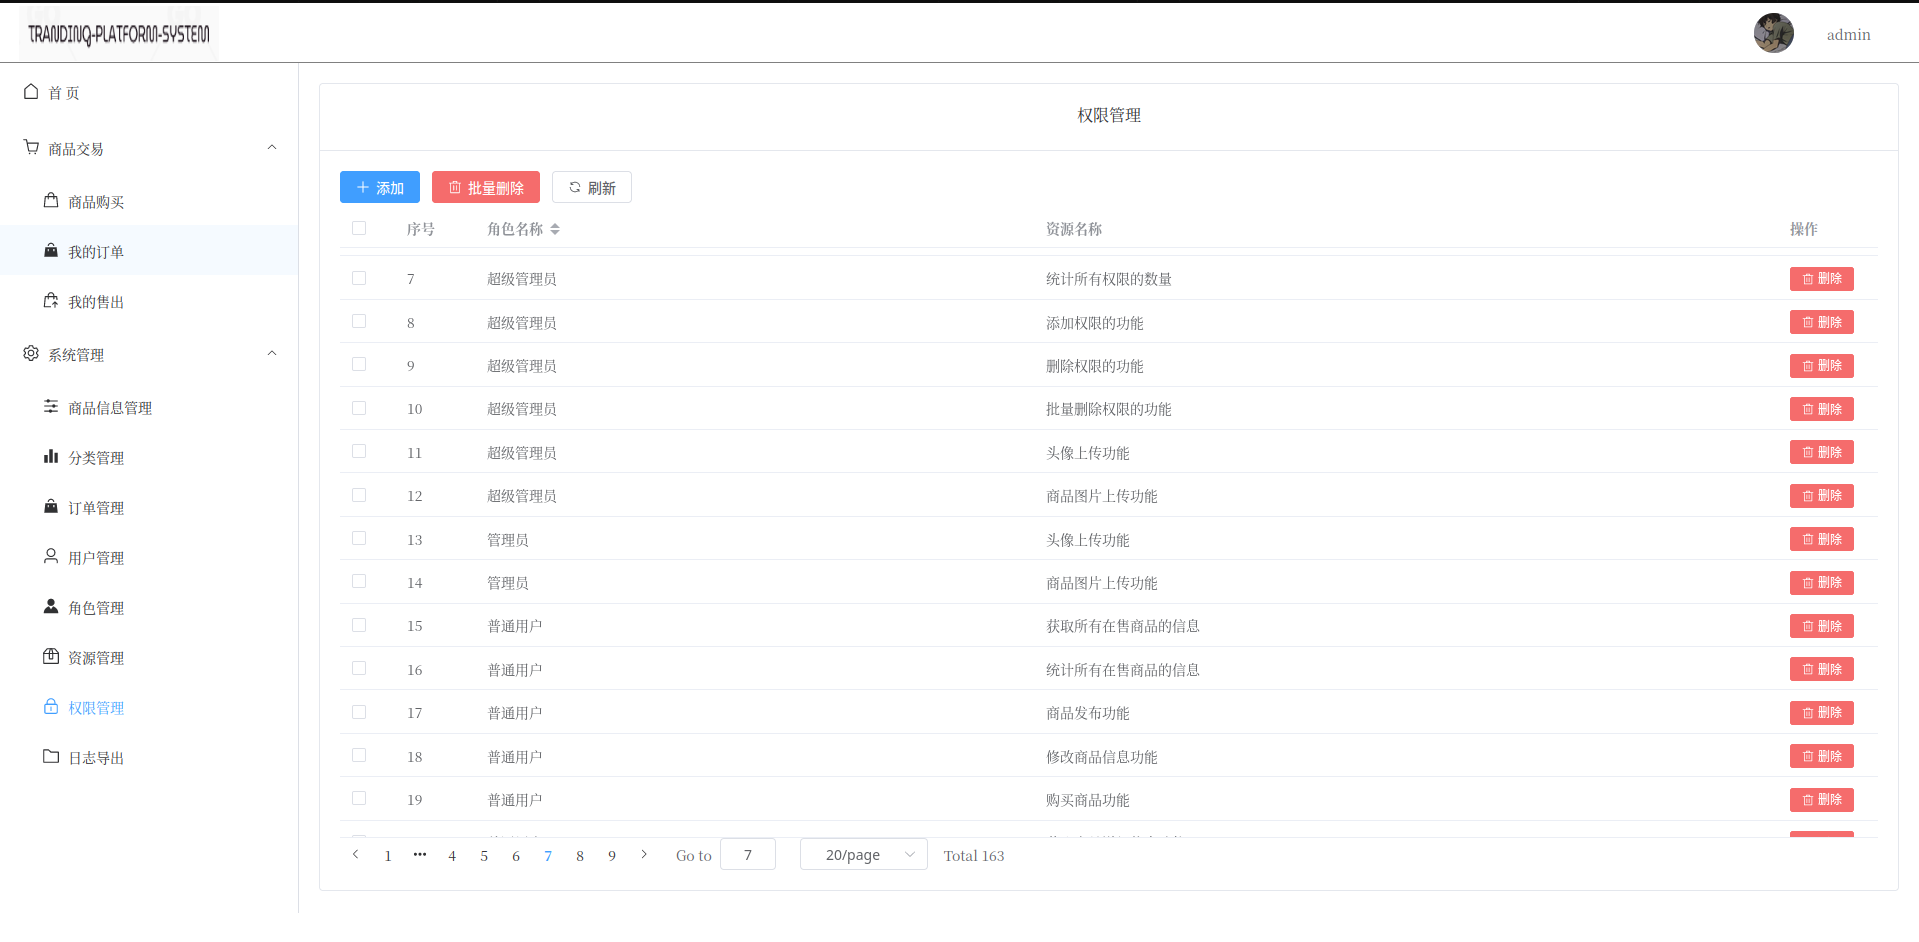 TRANDINQ-PLATFORM-SYSTEM
admin
首 页
商品交易
商品购买
我的订单
我的售出
系统管理
商品信息管理
分类管理
订单管理
用户管理
角色管理
资源管理
权限管理
日志导出
权限管理
添加 批量删除 刷新
序号 角色名称 资源名称 操作
7 超级管理员 统计所有权限的数量 删除
8 超级管理员 添加权限的功能 删除
9 超级管理员 删除权限的功能 删除
10 超级管理员 批量删除权限的功能 删除
11 超级管理员 头像上传功能 删除
12 超级管理员 商品图片上传功能 删除
13 管理员 头像上传功能 删除
14 管理员 商品图片上传功能 删除
15 普通用户 获取所有在售商品的信息 删除
16 普通用户 统计所有在售商品的信息 删除
17 普通用户 商品发布功能 删除
18 普通用户 修改商品信息功能 删除
19 普通用户 购买商品功能 删除
1 ••• 4 5 6 7 8 9 Go to 7 20/page Total 163